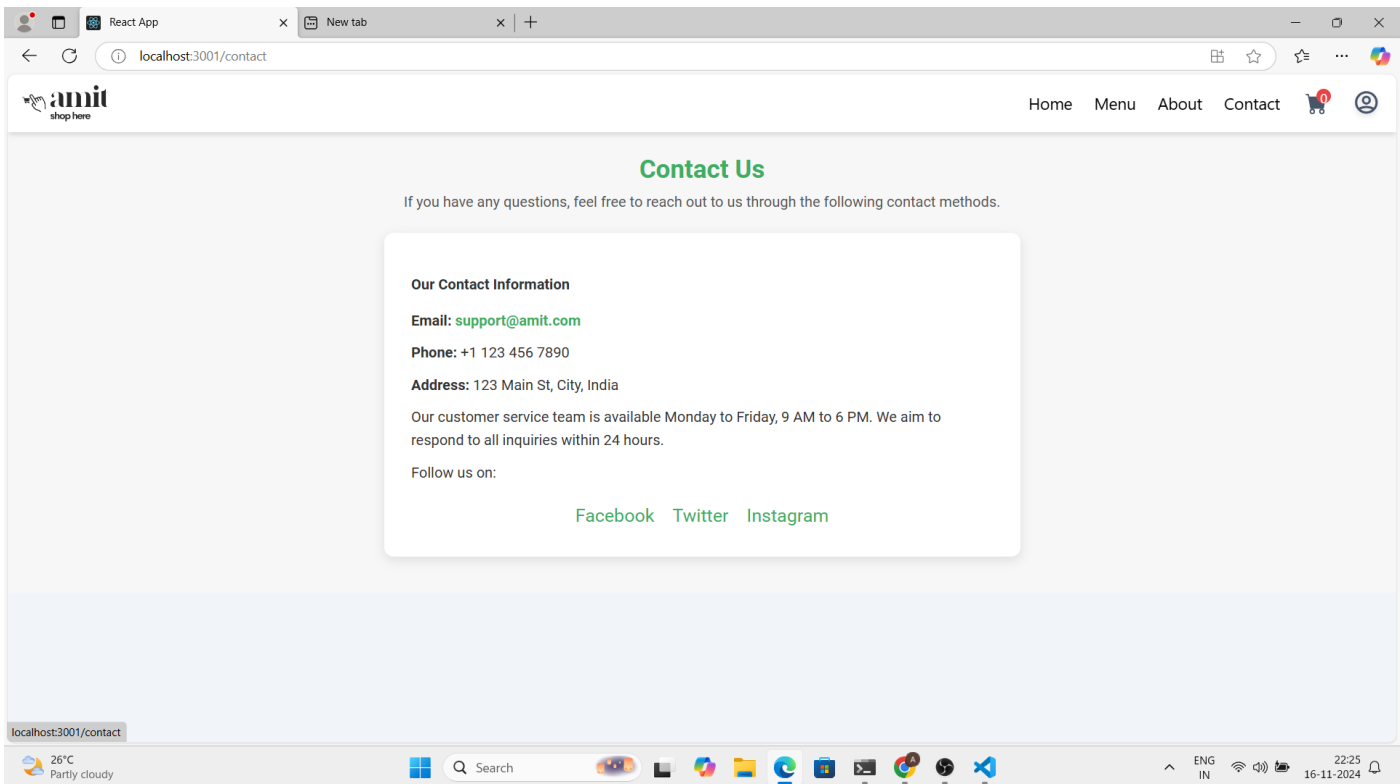 React App
New tab
localhost:3001/contact
amit
shop here
Home Menu About Contact 0
Contact Us
If you have any questions, feel free to reach out to us through the following contact methods.
Our Contact Information
Email: support@amit.com
Phone: +1 123 456 7890
Address: 123 Main St, City, India
Our customer service team is available Monday to Friday, 9 AM to 6 PM. We aim to
respond to all inquiries within 24 hours.
Follow us on:
Facebook Twitter Instagram
localhost:3001/contact
26°C
Partly cloudy
Search
A
ENG
IN
22:25
16-11-2024